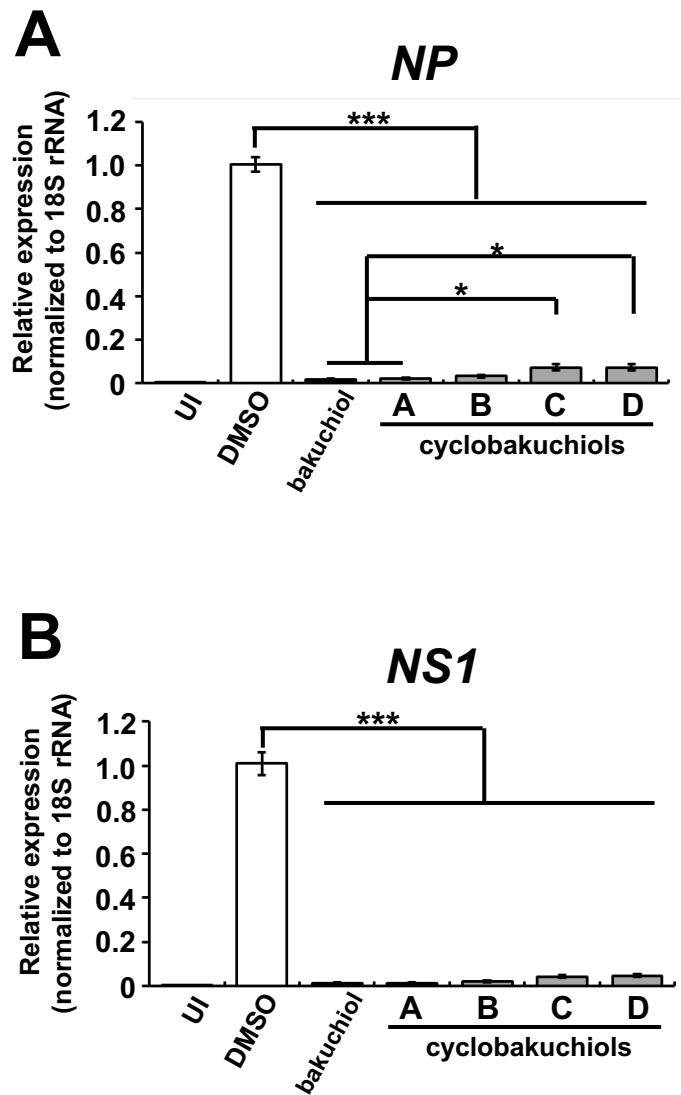 A
NP
Relative expression
(normalized to 18S rRNA)
1.2
1.0
0.8
0.6
0.4
0.2
0
***
*
*
UI
DMSO
bakuchiol
A B C D
cyclobakuchiols
B
NS1
Relative expression
(normalized to 18S rRNA)
1.2
1.0
0.8
0.6
0.4
0.2
0
***
UI
DMSO
bakuchiol
A B C D
cyclobakuchiols